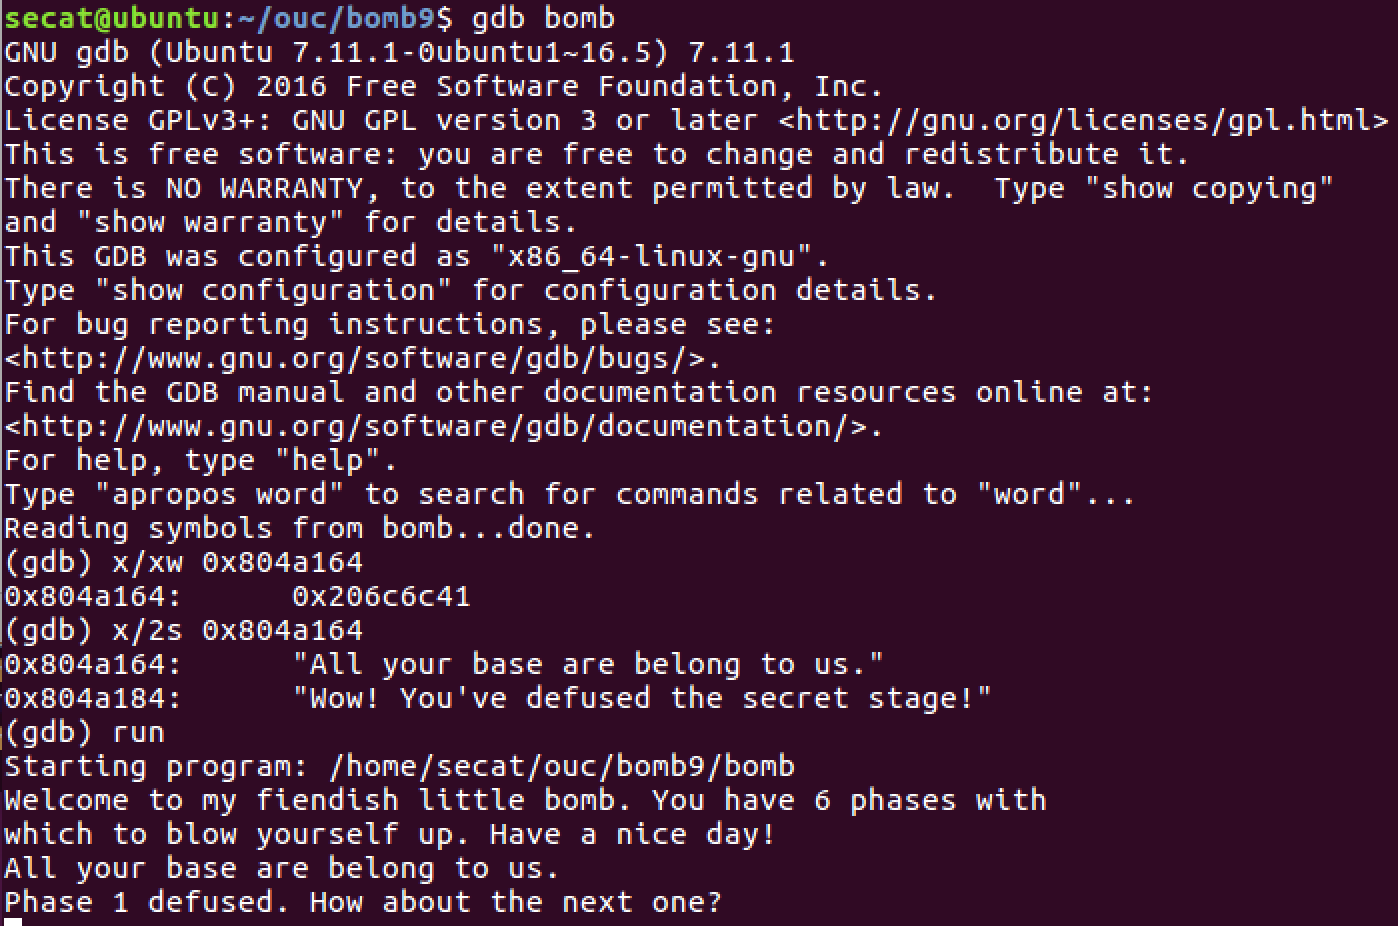 secat@ubuntu:~/ouc/bomb9$ gdb bomb
GNU gdb (Ubuntu 7.11.1-0ubuntu1~16.5) 7.11.1
Copyright (C) 2016 Free Software Foundation, Inc.
License GPLv3+: GNU GPL version 3 or later <http://gnu.org/licenses/gpl.html>
This is free software: you are free to change and redistribute it.
There is NO WARRANTY, to the extent permitted by law.  Type "show copying"
and "show warranty" for details.
This GDB was configured as "x86_64-linux-gnu".
Type "show configuration" for configuration details.
For bug reporting instructions, please see:
<http://www.gnu.org/software/gdb/bugs/>.
Find the GDB manual and other documentation resources online at:
<http://www.gnu.org/software/gdb/documentation/>.
For help, type "help".
Type "apropos word" to search for commands related to "word"...
Reading symbols from bomb...done.
(gdb) x/xw 0x804a164
0x804a164:      0x206c6c41
(gdb) x/2s 0x804a164
0x804a164:      "All your base are belong to us."
0x804a184:      "Wow! You've defused the secret stage!"
(gdb) run
Starting program: /home/secat/ouc/bomb9/bomb
Welcome to my fiendish little bomb. You have 6 phases with
which to blow yourself up. Have a nice day!
All your base are belong to us.
Phase 1 defused. How about the next one?